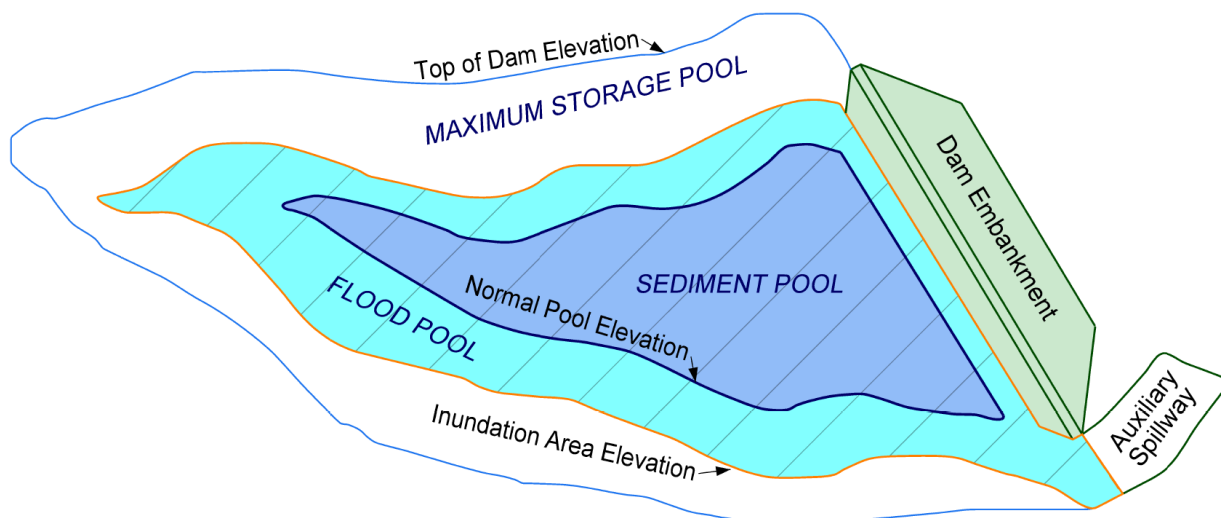 Top of Dam Elevation
MAXIMUM STORAGE POOL
Dam Embankment
SEDIMENT POOL
Normal Pool Elevation
FLOOD POOL
Inundation Area Elevation
Auxiliary
Spillway